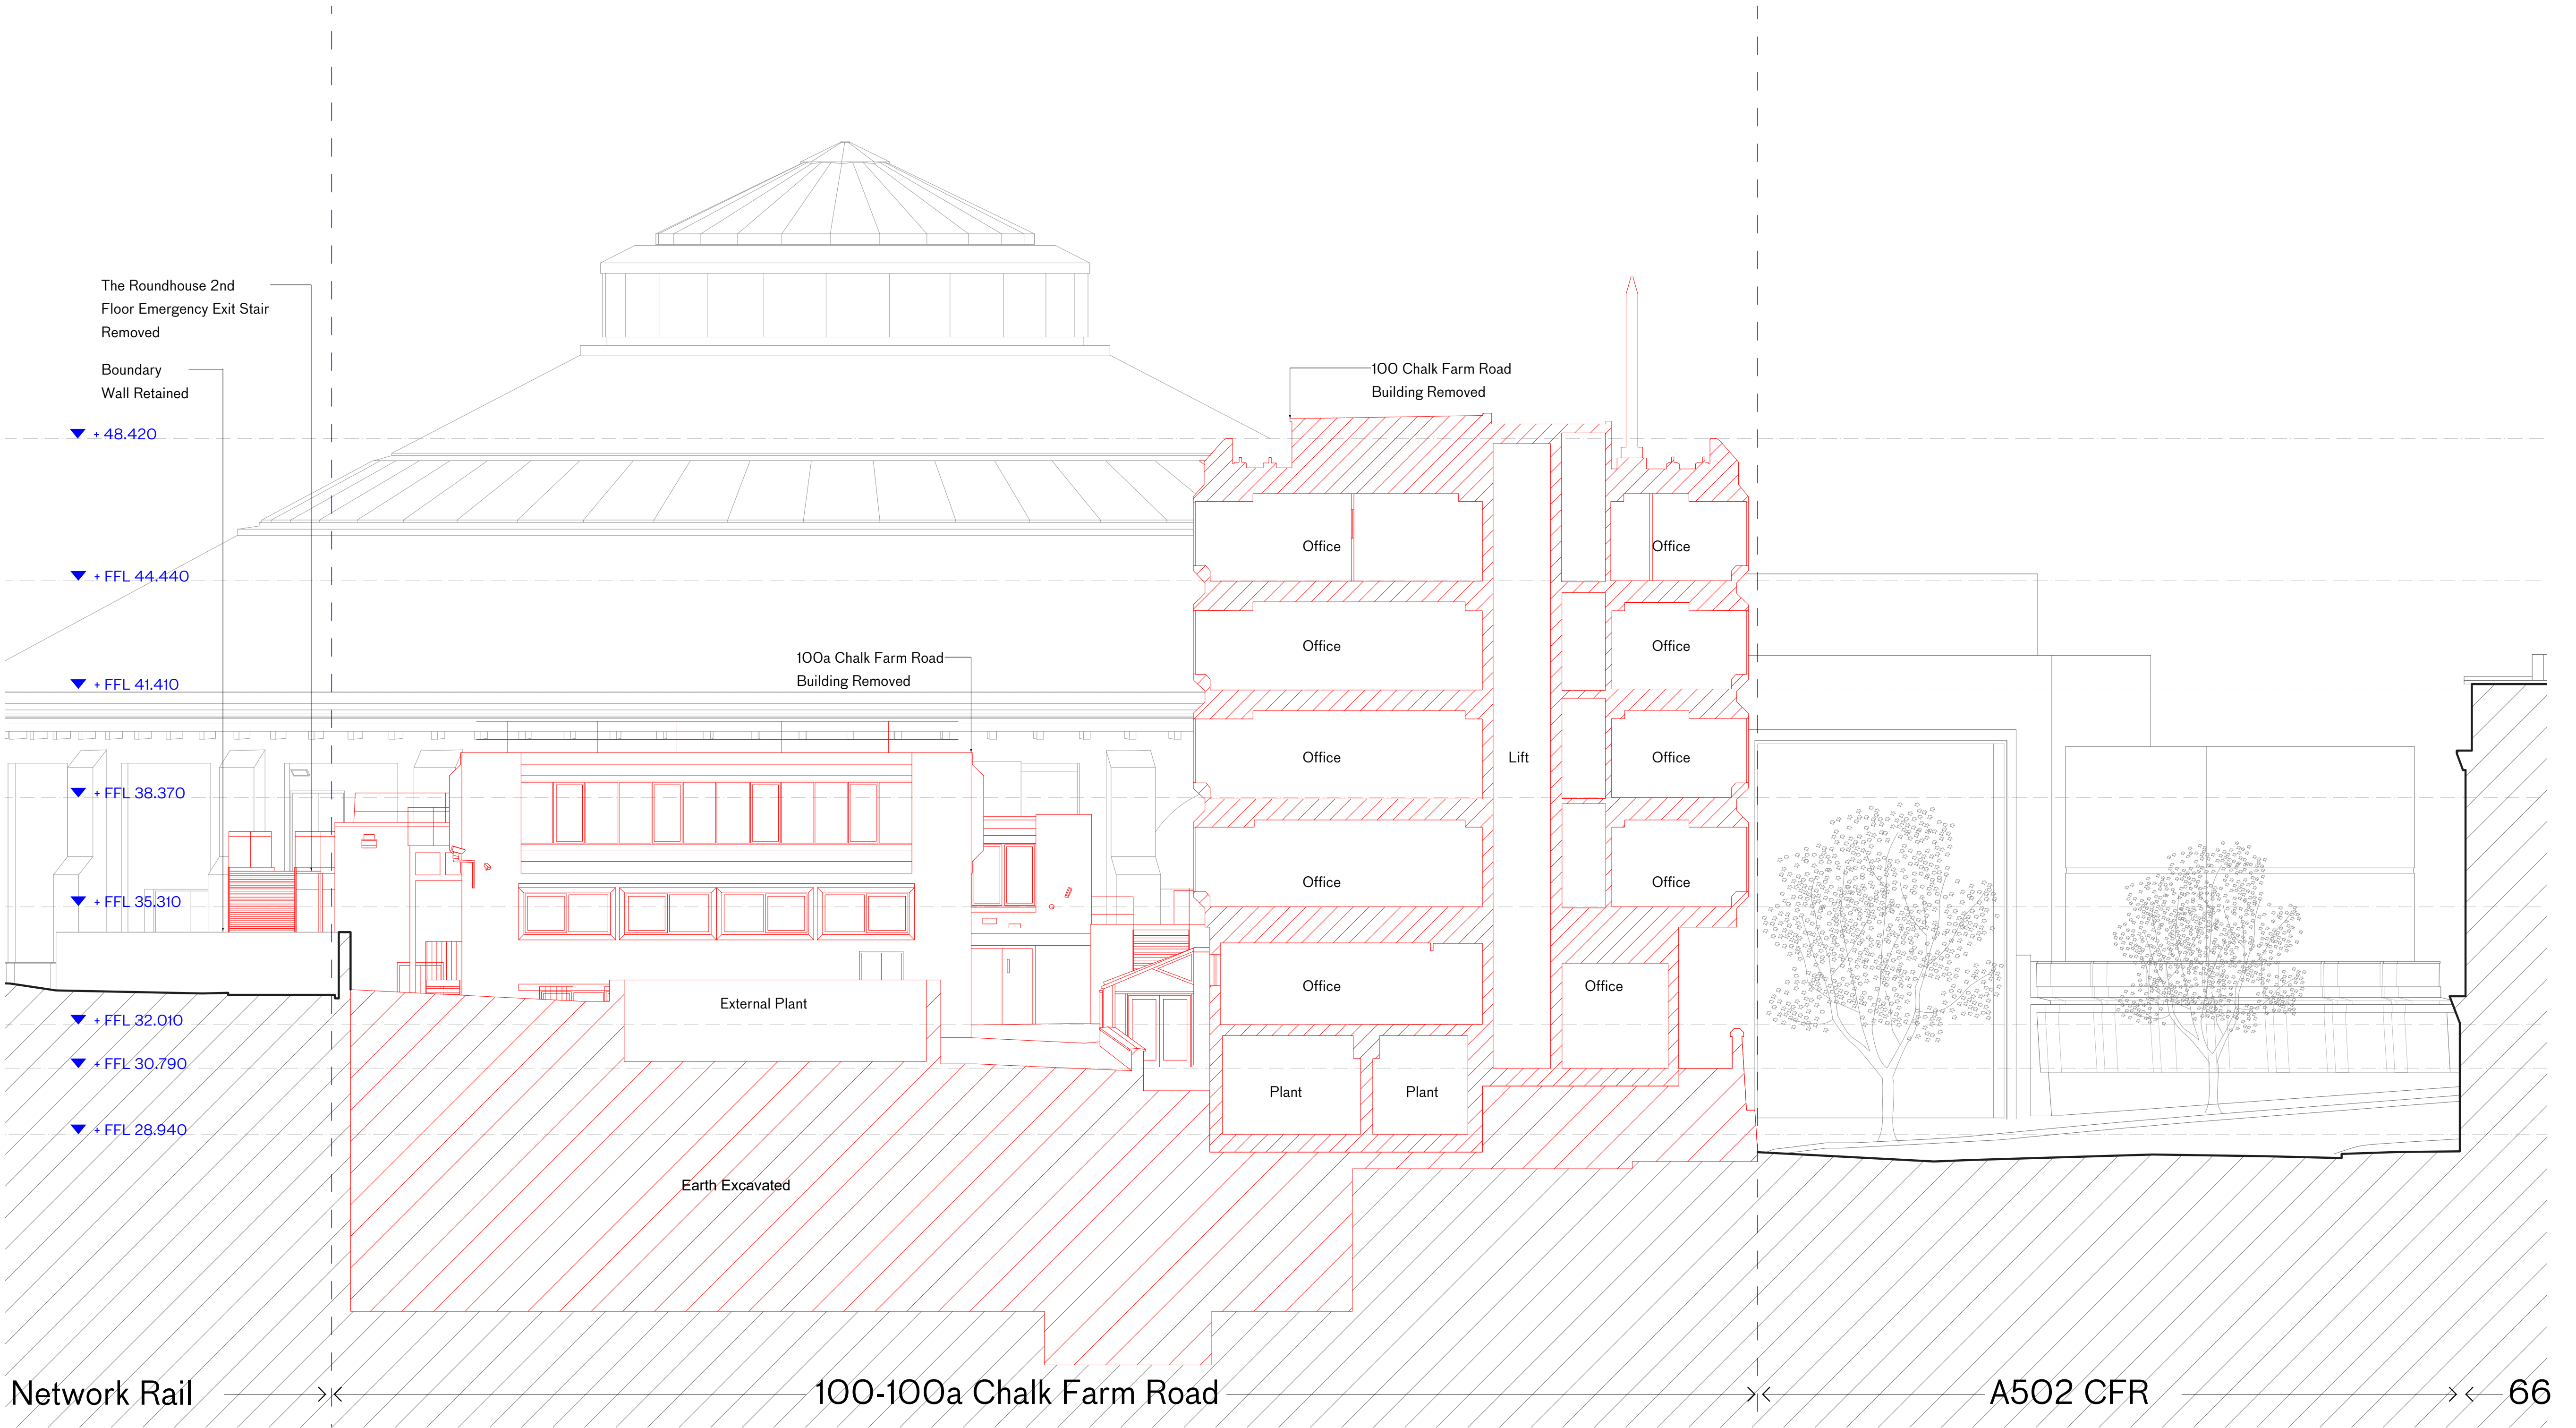 The Roundhouse 2nd
Floor Emergency Exit Stair
Removed
Boundary
Wall Retained
100 Chalk Farm Road
Building Removed
+ 48.420
Office
Office
+ FFL 44.440
Office
Office
100a Chalk Farm Road
Building Removed
+ FFL 41.410
Office
Lift
Office
+ FFL 38.370
Office
Office
+ FFL 35.310
Office
Office
External Plant
+ FFL 32.010
+ FFL 30.790
Plant
Plant
+ FFL 28.940
Earth Excavated
Network Rail
100-100a Chalk Farm Road
A502 CFR
66